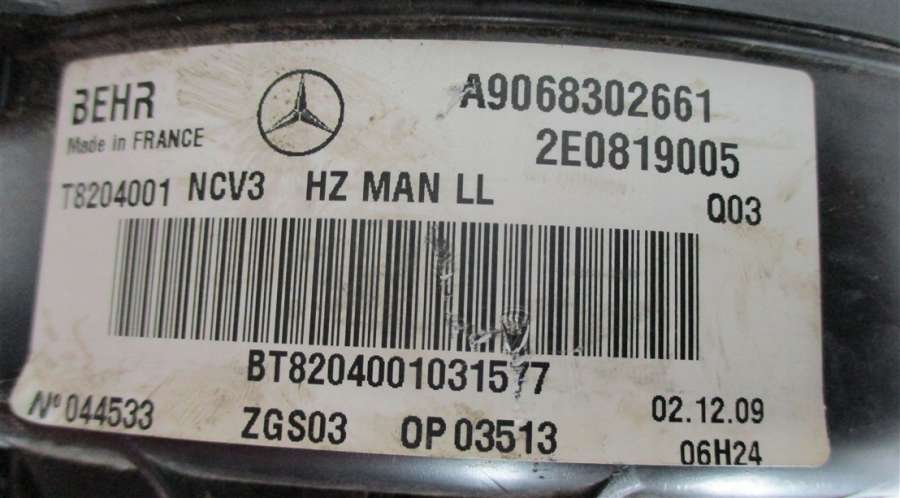 BEHR
Made in FRANCE
A9068302661
2E0819005
T8204001 NCV3 HZ MAN LL
Q03
BT8204001031577
Nº 044533
ZGS03 OP 03513
02.12.09
06H24